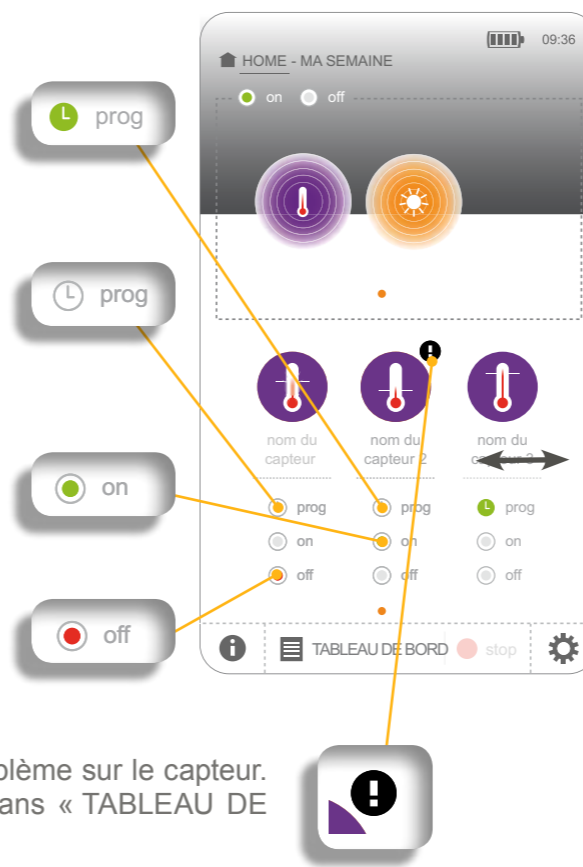 09:36
HOME - MA SEMAINE
on off
prog
prog
on
off
nom du
capteur
nom du
capteur 2
nom du
capteur 3
prog prog prog
on on on
off off off
TABLEAU DE BORD stop
blème sur le capteur.
ans « TABLEAU DE